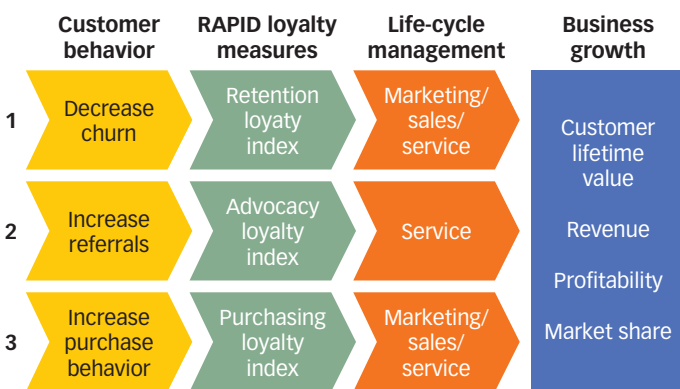 Customer behavior
RAPID loyalty measures
Life-cycle management
Business growth
1
Decrease
churn
Retention
loyaty
index
Marketing/
sales/
service
2
Increase
referrals
Advocacy
loyalty
index
Service
3
Increase
purchase
behavior
Purchasing
loyalty
index
Marketing/
sales/
service
Customer
lifetime
value
Revenue
Profitability
Market share